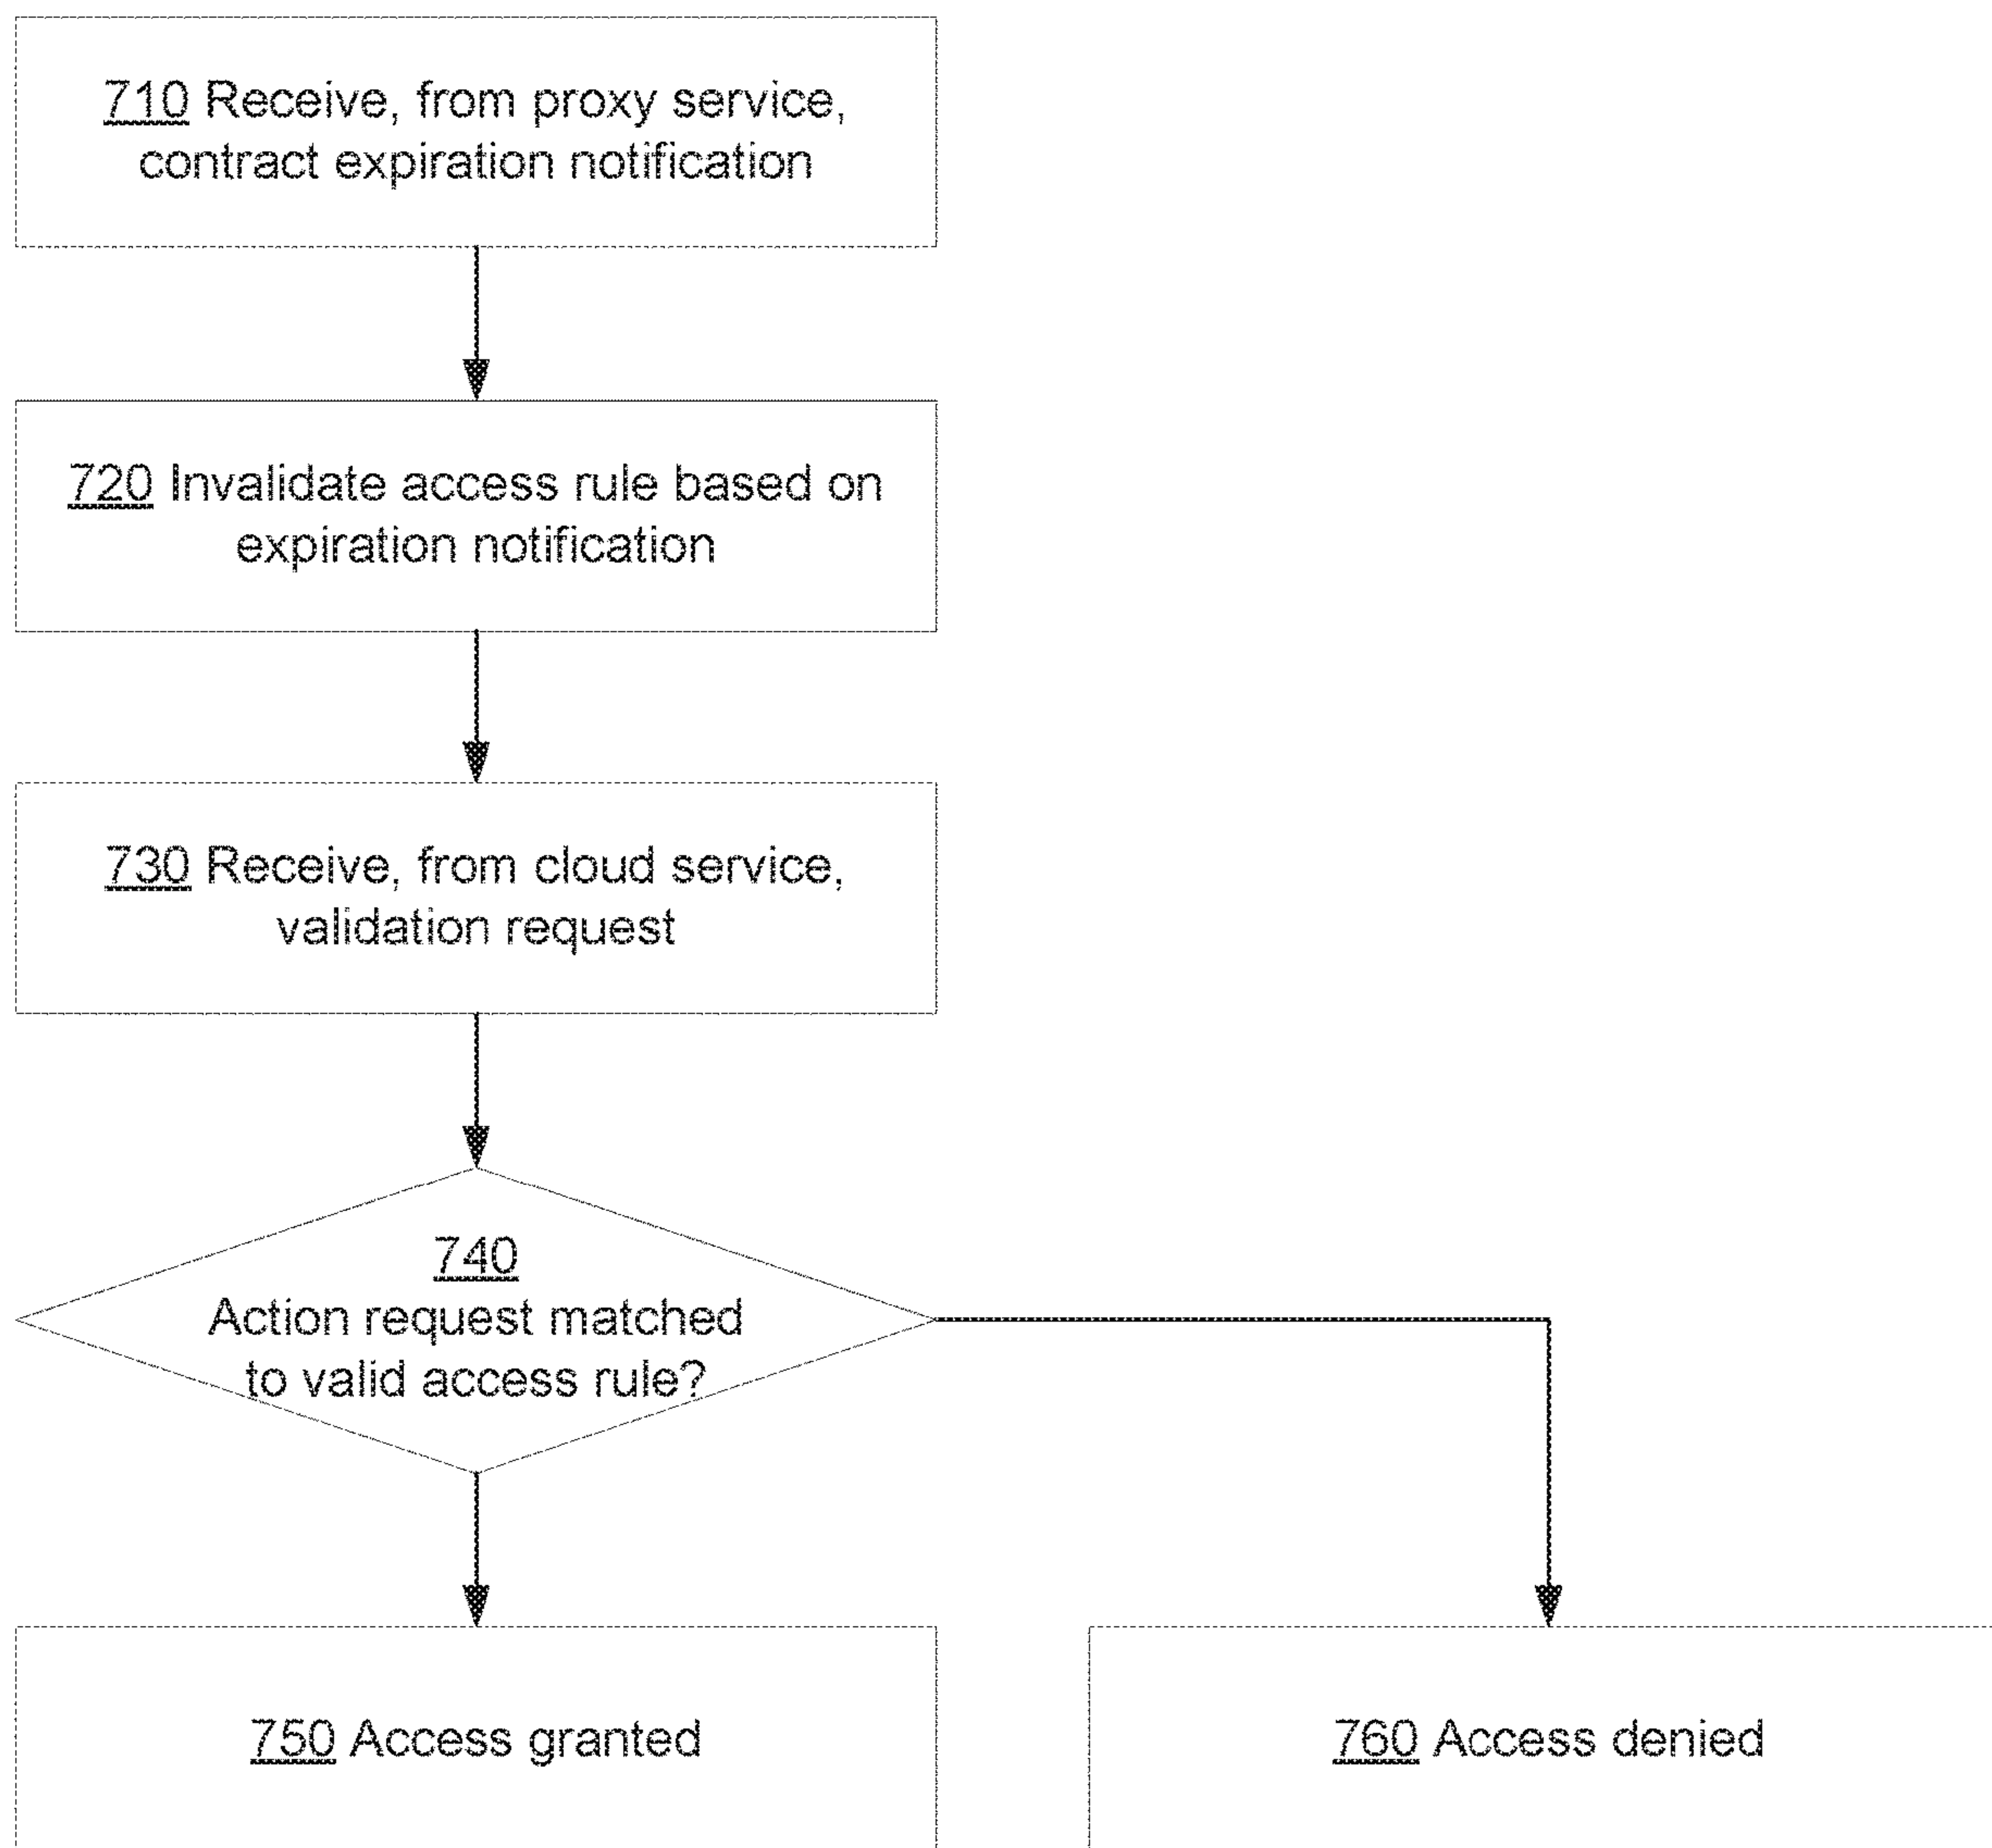 710 Receive, from proxy service,
contract expiration notification
720 Invalidate access rule based on
expiration notification
730 Receive, from cloud service,
validation request
740
Action request matched
to valid access rule?
750 Access granted
760 Access denied